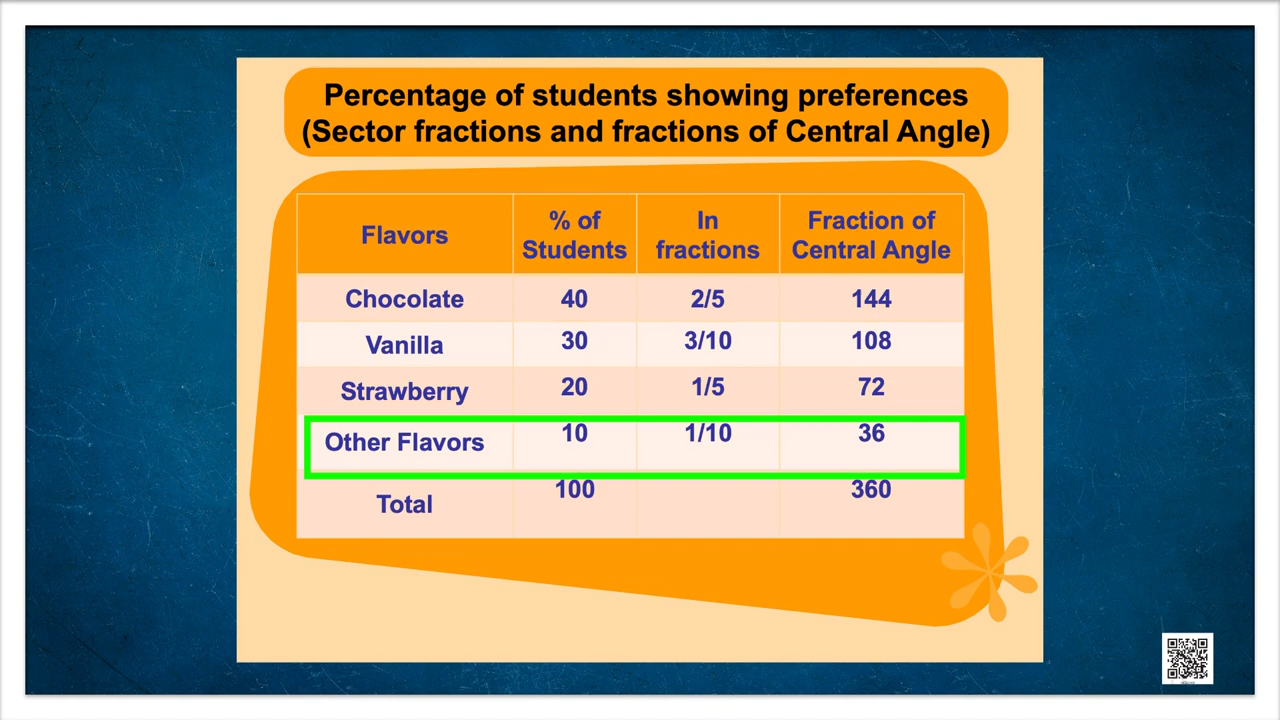 Percentage of students showing preferences
(Sector fractions and fractions of Central Angle)
Flavors % of Students In fractions Fraction of Central Angle
Chocolate 40 2/5 144
Vanilla 30 3/10 108
Strawberry 20 1/5 72
Other Flavors 10 1/10 36
Total 100 360